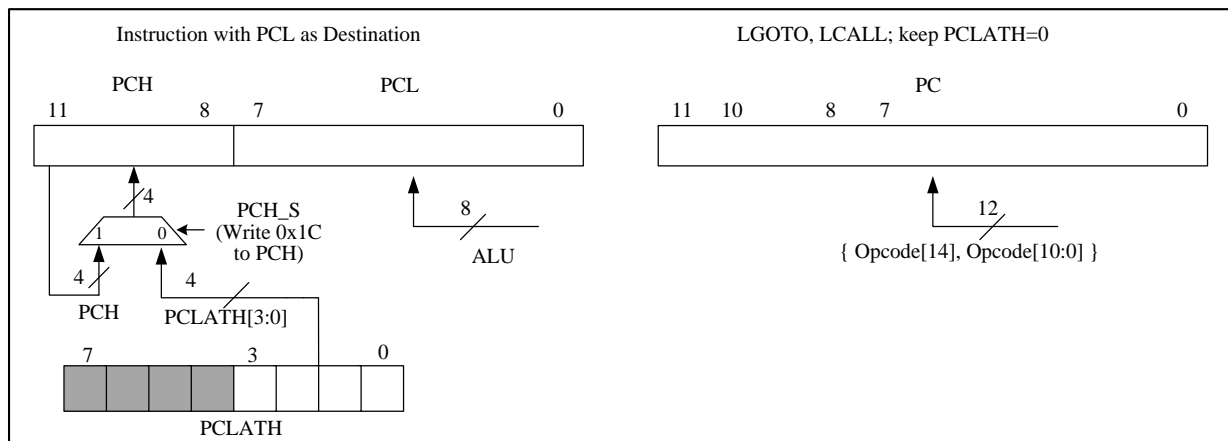 Instruction with PCL as Destination
LGOTO, LCALL; keep PCLATH=0
PCH
PCL
PC
11
8
7
0
11
10
8
7
0
4
1
0
PCH_S
(Write 0x1C
to PCH)
8
ALU
12
{ Opcode[14], Opcode[10:0] }
4
4
PCH
PCLATH[3:0]
7
3
0
PCLATH